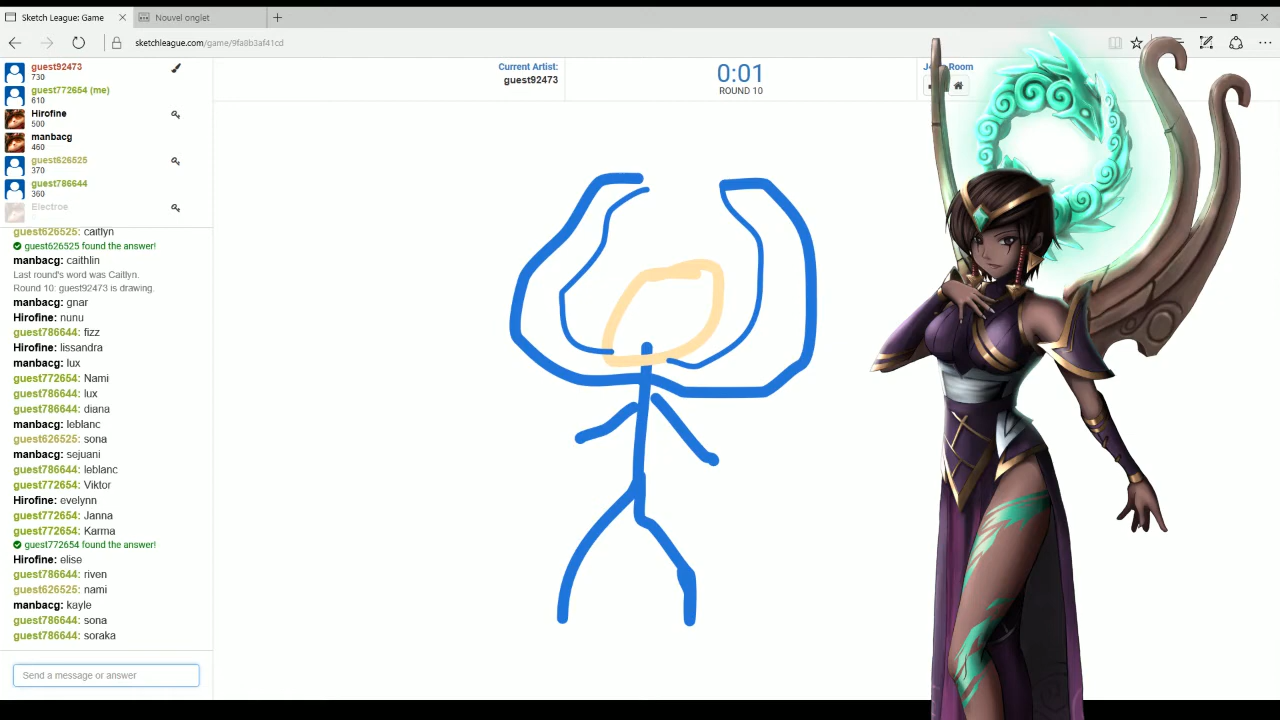 Sketch League: Game
Nouvel onglet
sketchleague.com/game/9fa8b3af41cd
guest92473
730
guest772654 (me)
610
Hirofine
500
manbacg
460
guest626525
370
guest786644
360
Electroe
guest626525: caitlyn
guest626525 found the answer!
manbacg: caithlin
Last round's word was Caitlyn.
Round 10: guest92473 is drawing.
manbacg: gnar
Hirofine: nunu
guest786644: fizz
Hirofine: lissandra
manbacg: lux
guest772654: Nami
guest786644: lux
guest786644: diana
manbacg: leblanc
guest626525: sona
manbacg: sejuani
guest786644: leblanc
guest772654: Viktor
Hirofine: evelynn
guest772654: Janna
guest772654: Karma
guest772654 found the answer!
Hirofine: elise
guest786644: riven
guest626525: nami
manbacg: kayle
guest786644: sona
guest786644: soraka
Send a message or answer
Current Artist:
guest92473
0:01
ROUND 10
Room